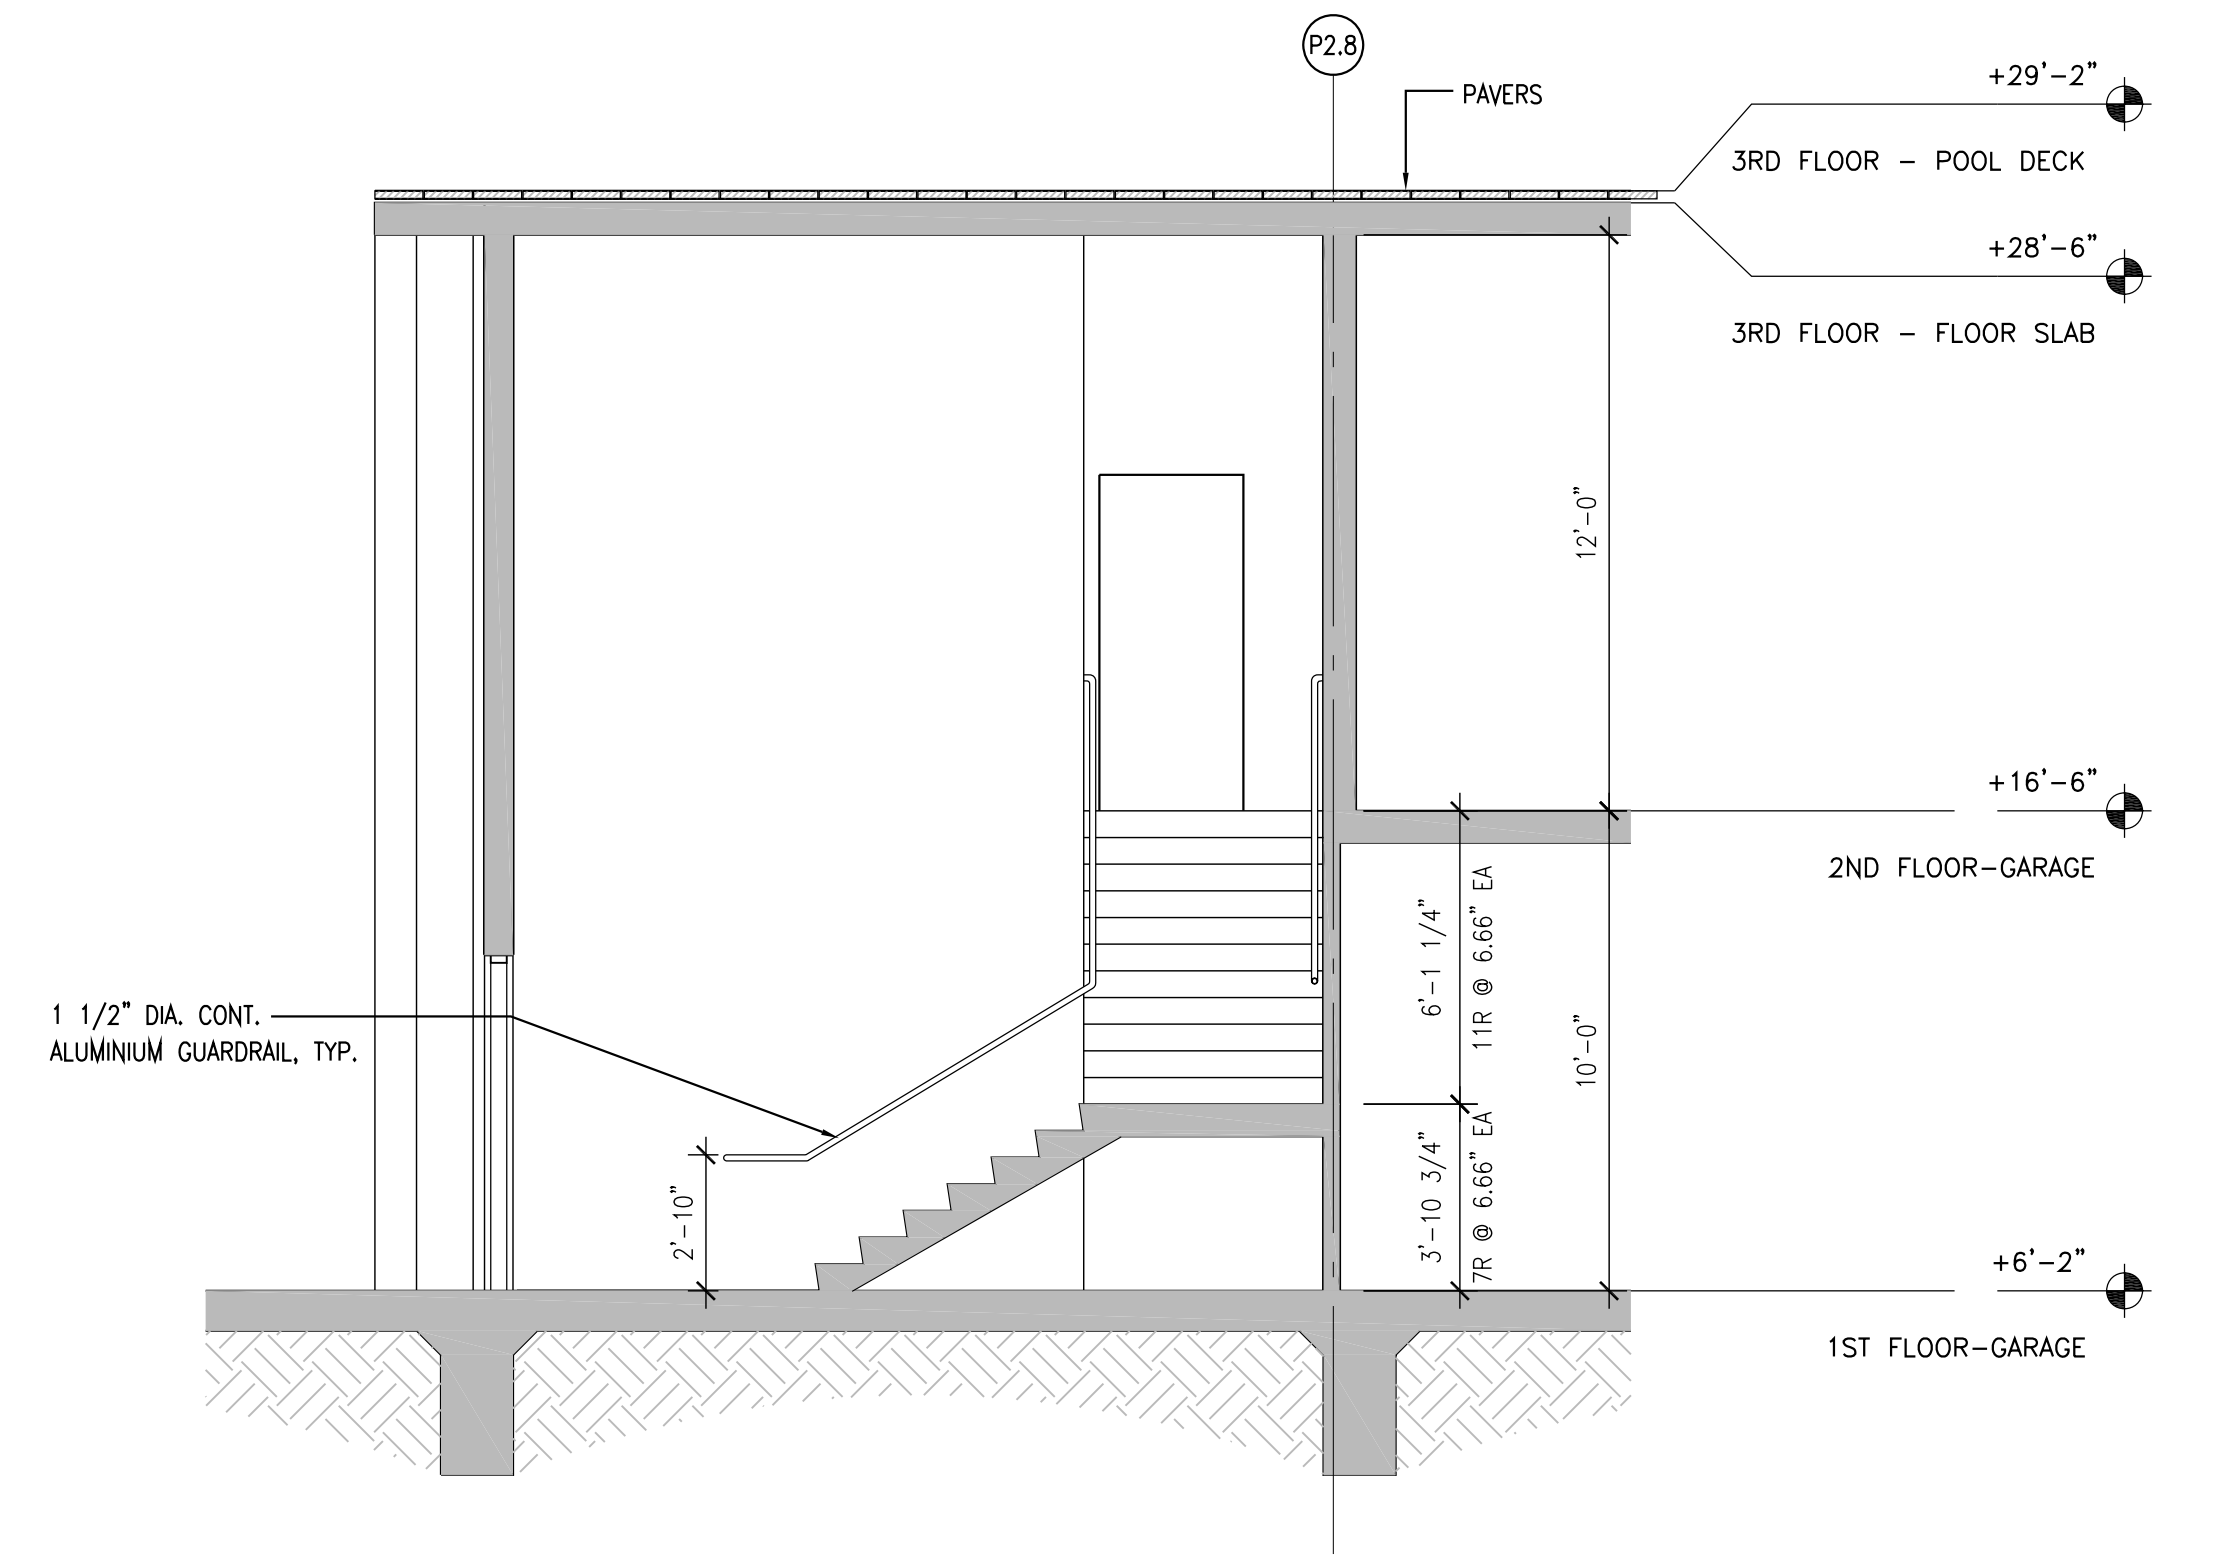 P2.8
PAVERS
+29'-2"
3RD FLOOR - POOL DECK
+28'-6"
3RD FLOOR - FLOOR SLAB
12'-0"
+16'-6"
2ND FLOOR-GARAGE
6'-1 1/4"
11R @ 6.66" EA
10'-0"
1 1/2" DIA. CONT.
ALUMINIUM GUARDRAIL, TYP.
2'-10"
3'-10 3/4"
7R @ 6.66" EA
+6'-2"
1ST FLOOR-GARAGE